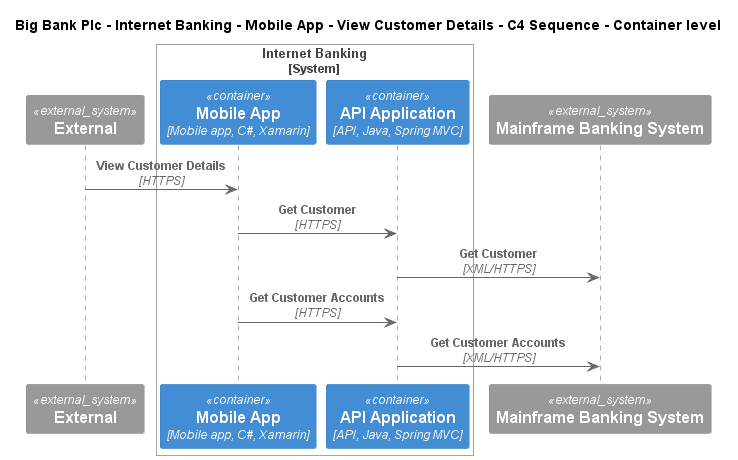 Big Bank Plc - Internet Banking - Mobile App - View Customer Details - C4 Sequence - Container level
Internet Banking
[System]
«external_system»
External
«container»
Mobile App
[Mobile app, C#, Xamarin]
«container»
API Application
[API, Java, Spring MVC]
«external_system»
Mainframe Banking System
View Customer Details
[HTTPS]
Get Customer
[HTTPS]
Get Customer
[XML/HTTPS]
Get Customer Accounts
[HTTPS]
Get Customer Accounts
[XML/HTTPS]
«external_system»
External
«container»
Mobile App
[Mobile app, C#, Xamarin]
«container»
API Application
[API, Java, Spring MVC]
«external_system»
Mainframe Banking System